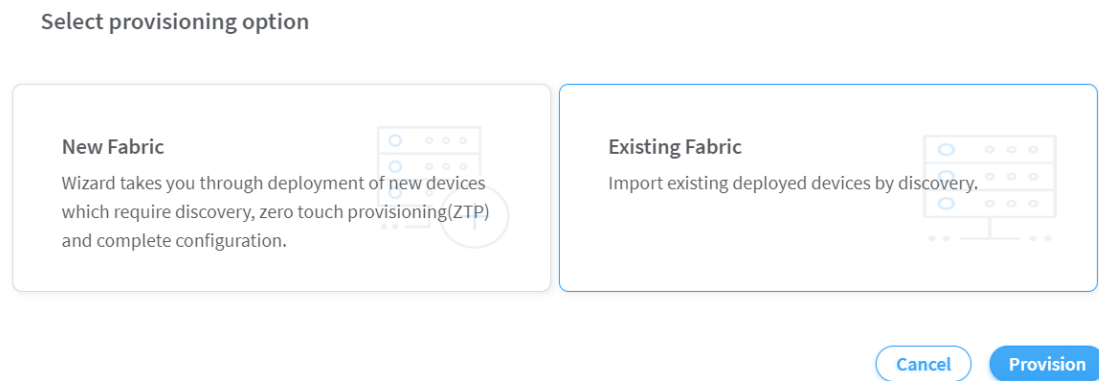 Select provisioning option
New Fabric
Wizard takes you through deployment of new devices
which require discovery, zero touch provisioning(ZTP)
and complete configuration.
Existing Fabric
Import existing deployed devices by discovery.
Cancel
Provision